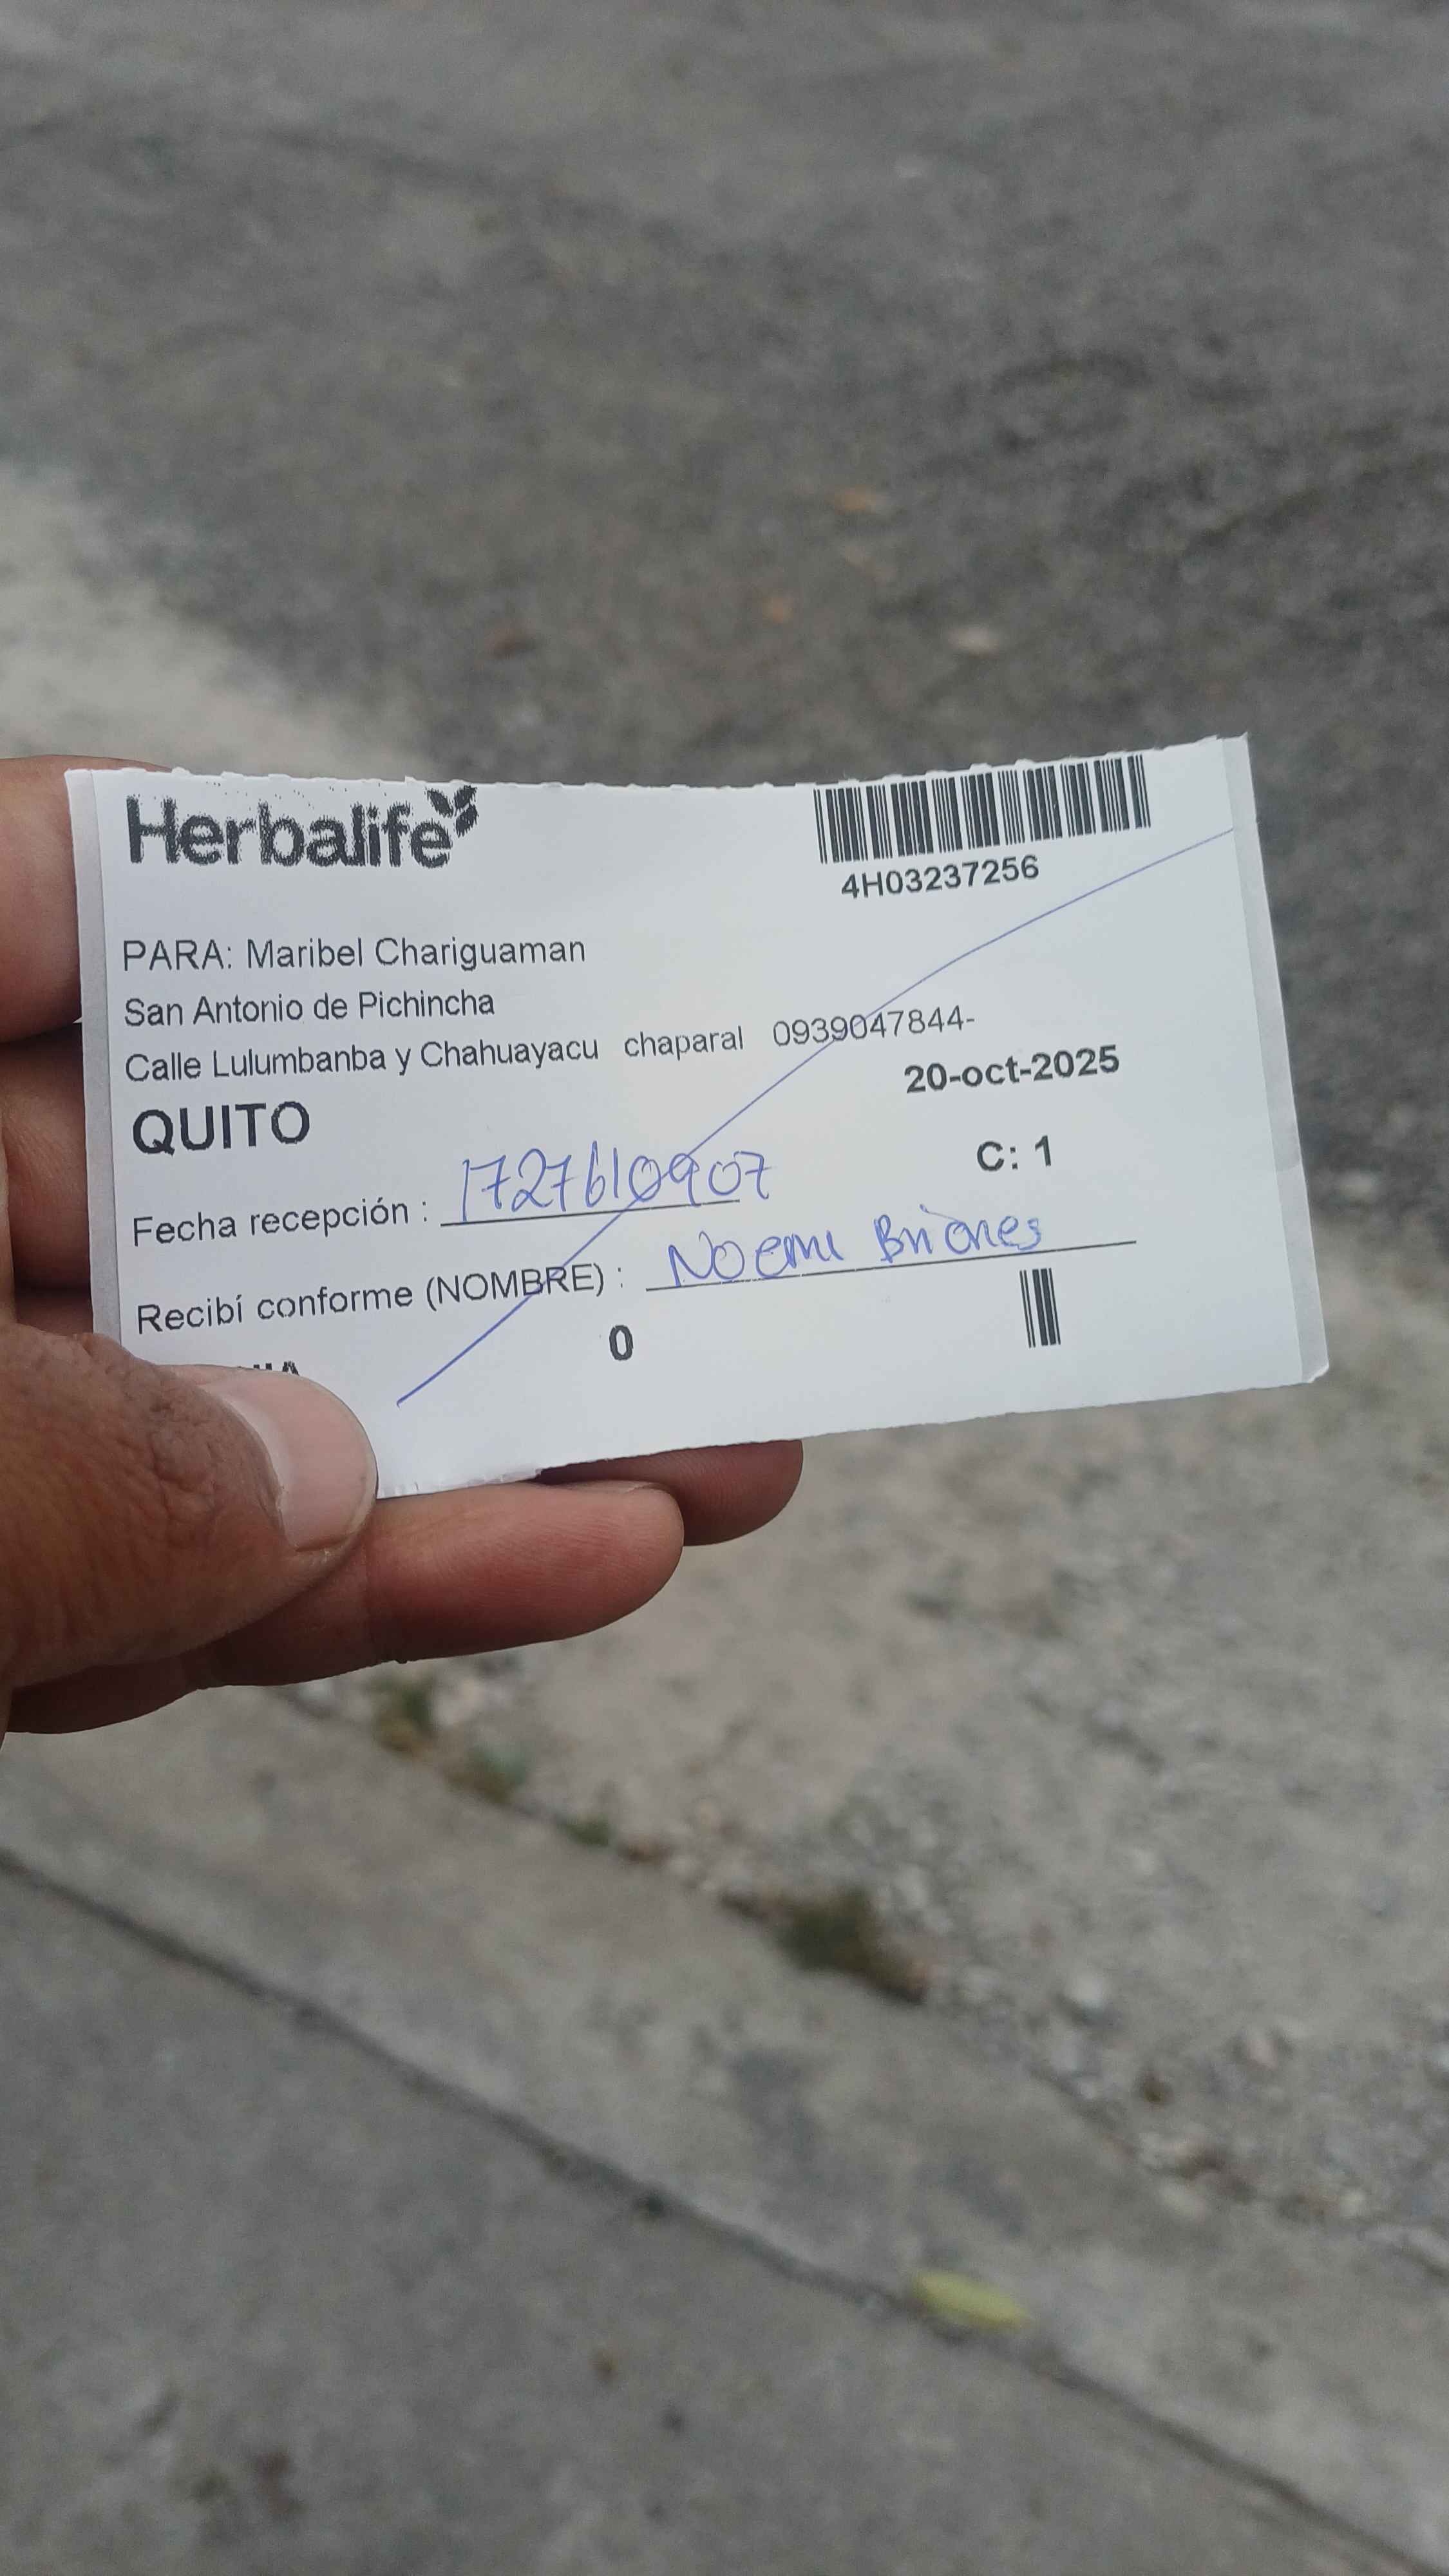 Herbalife
4H03237256
PARA: Maribel Chariguaman
San Antonio de Pichincha
Calle Lulumbanba y Chahuayacu chaparal 0939047844-
20-oct-2025
QUITO
C: 1
Fecha recepción : 1727610907
Recibí conforme (NOMBRE) : Noemi Briones
0